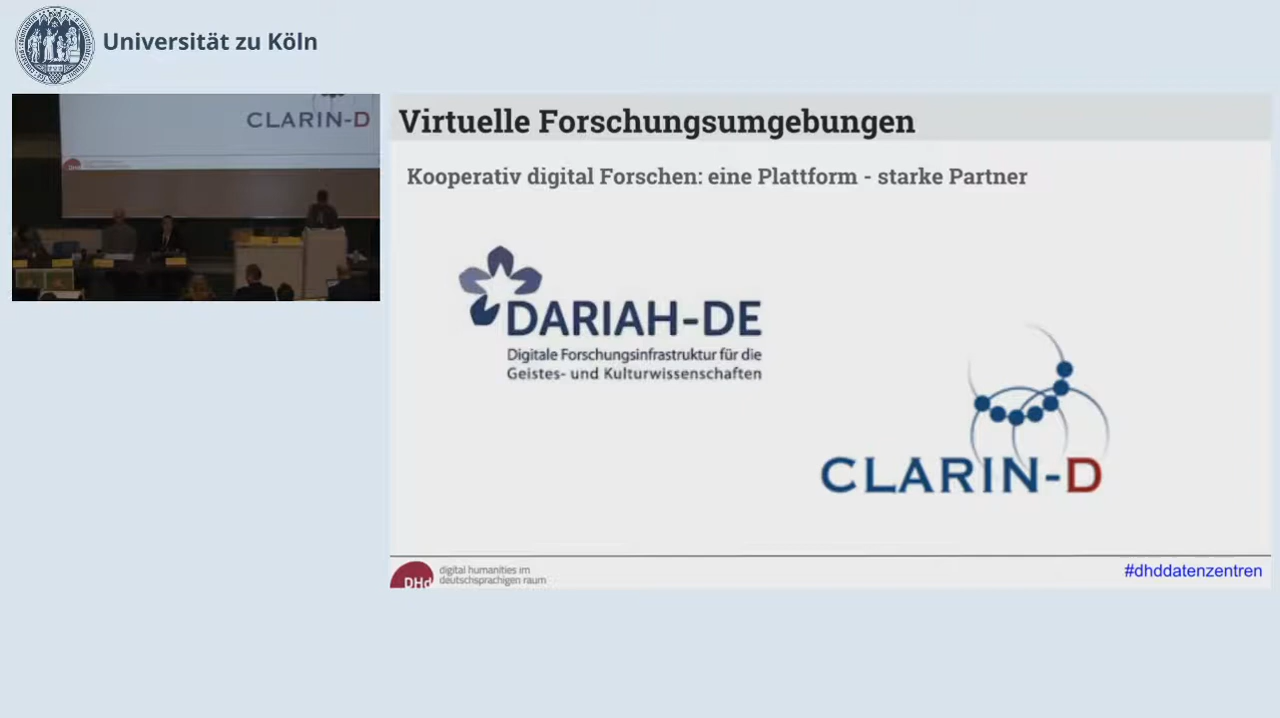 Universität zu Köln
CLARIN-D
Virtuelle Forschungsumgebungen
Kooperativ digital Forschen: eine Plattform - starke Partner
DARIAH-DE
Digitale Forschungsinfrastruktur für die
Geistes- und Kulturwissenschaften
CLARIN-D
DHd
digital humanities im
deutschsprachigen raum
#dhddatenzentren